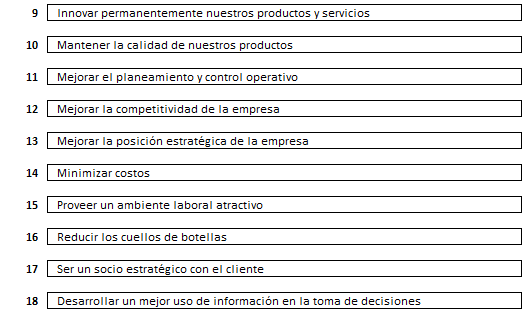 9 Innovar permanentemente nuestros productos y servicios
10 Mantener la calidad de nuestros productos
11 Mejorar el planeamiento y control operativo
12 Mejorar la competitividad de la empresa
13 Mejorar la posición estratégica de la empresa
14 Minimizar costos
15 Proveer un ambiente laboral atractivo
16 Reducir los cuellos de botellas
17 Ser un socio estratégico con el cliente
18 Desarrollar un mejor uso de información en la toma de decisiones